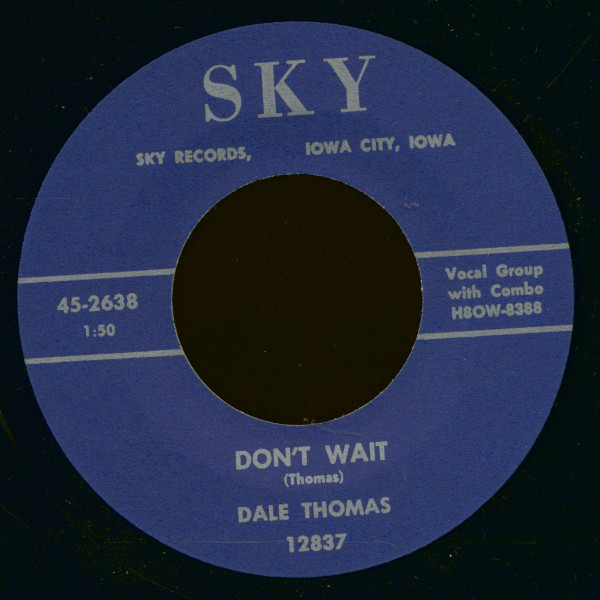 SKY
SKY RECORDS, IOWA CITY, IOWA
45-2638
1:50
Vocal Group
with Combo
H8OW-8388
DON'T WAIT
(Thomas)
DALE THOMAS
12837